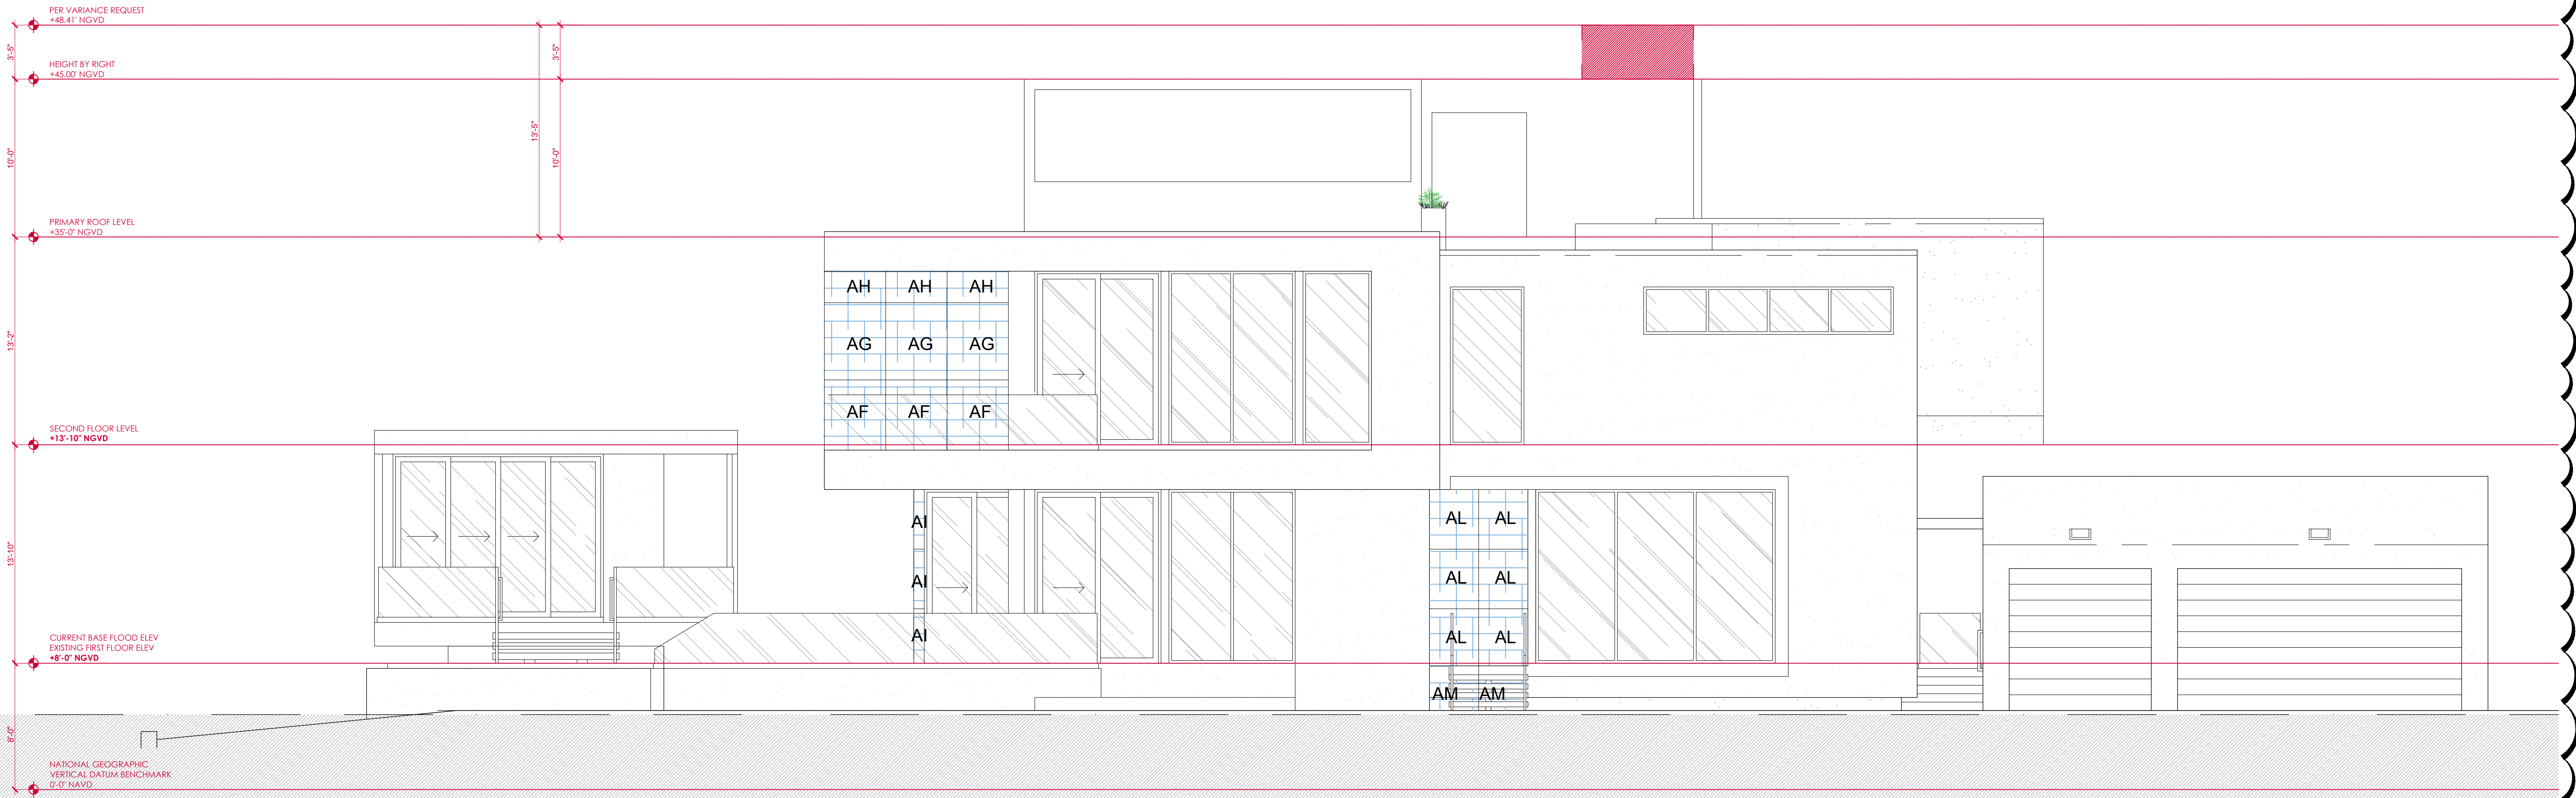 PER VARIANCE REQUEST
+48.41' NGVD
3'-5"
3'-5"
HEIGHT BY RIGHT
+45.00' NGVD
10'-0"
13'-5"
10'-0"
PRIMARY ROOF LEVEL
+35'-0" NGVD
AH AH AH
13'-2"
AG AG AG
AF AF AF
SECOND FLOOR LEVEL
+13'-10" NGVD
AI
AL AL
13'-10"
AI
AL AL
AI
AL AL
CURRENT BASE FLOOD ELEV
EXISTING FIRST FLOOR ELEV
+8'-0" NGVD
AM AM
8'-0"
NATIONAL GEOGRAPHIC
VERTICAL DATUM BENCHMARK
0'-0" NAVD